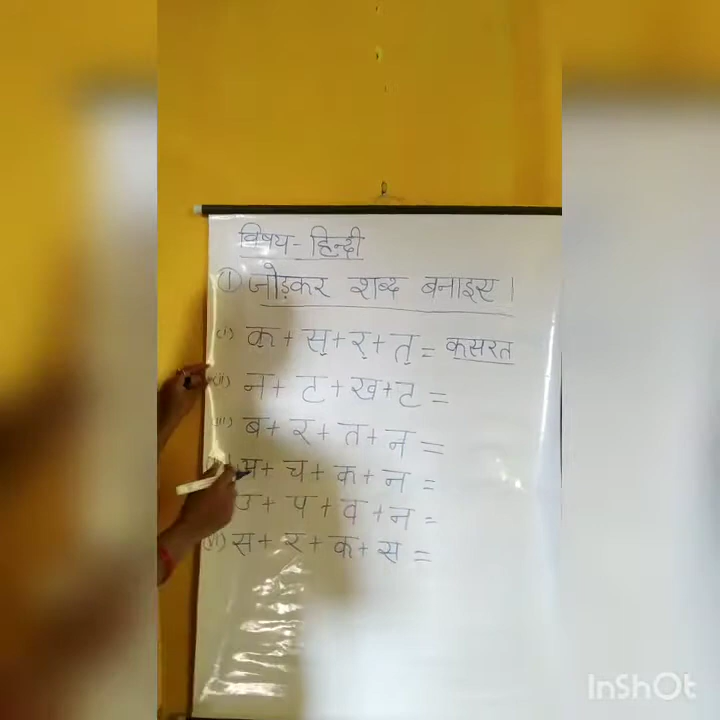 विषय - हिन्दी
① जोड़कर शब्द बनाइए ।
(i) क + स + र + त = कसरत
(ii) न + ट + ख + ट =
(iii) ब + र + त + न =
+ च + क + न =
उ + प + व + न =
(vi) स + र + क + स =
InShOt